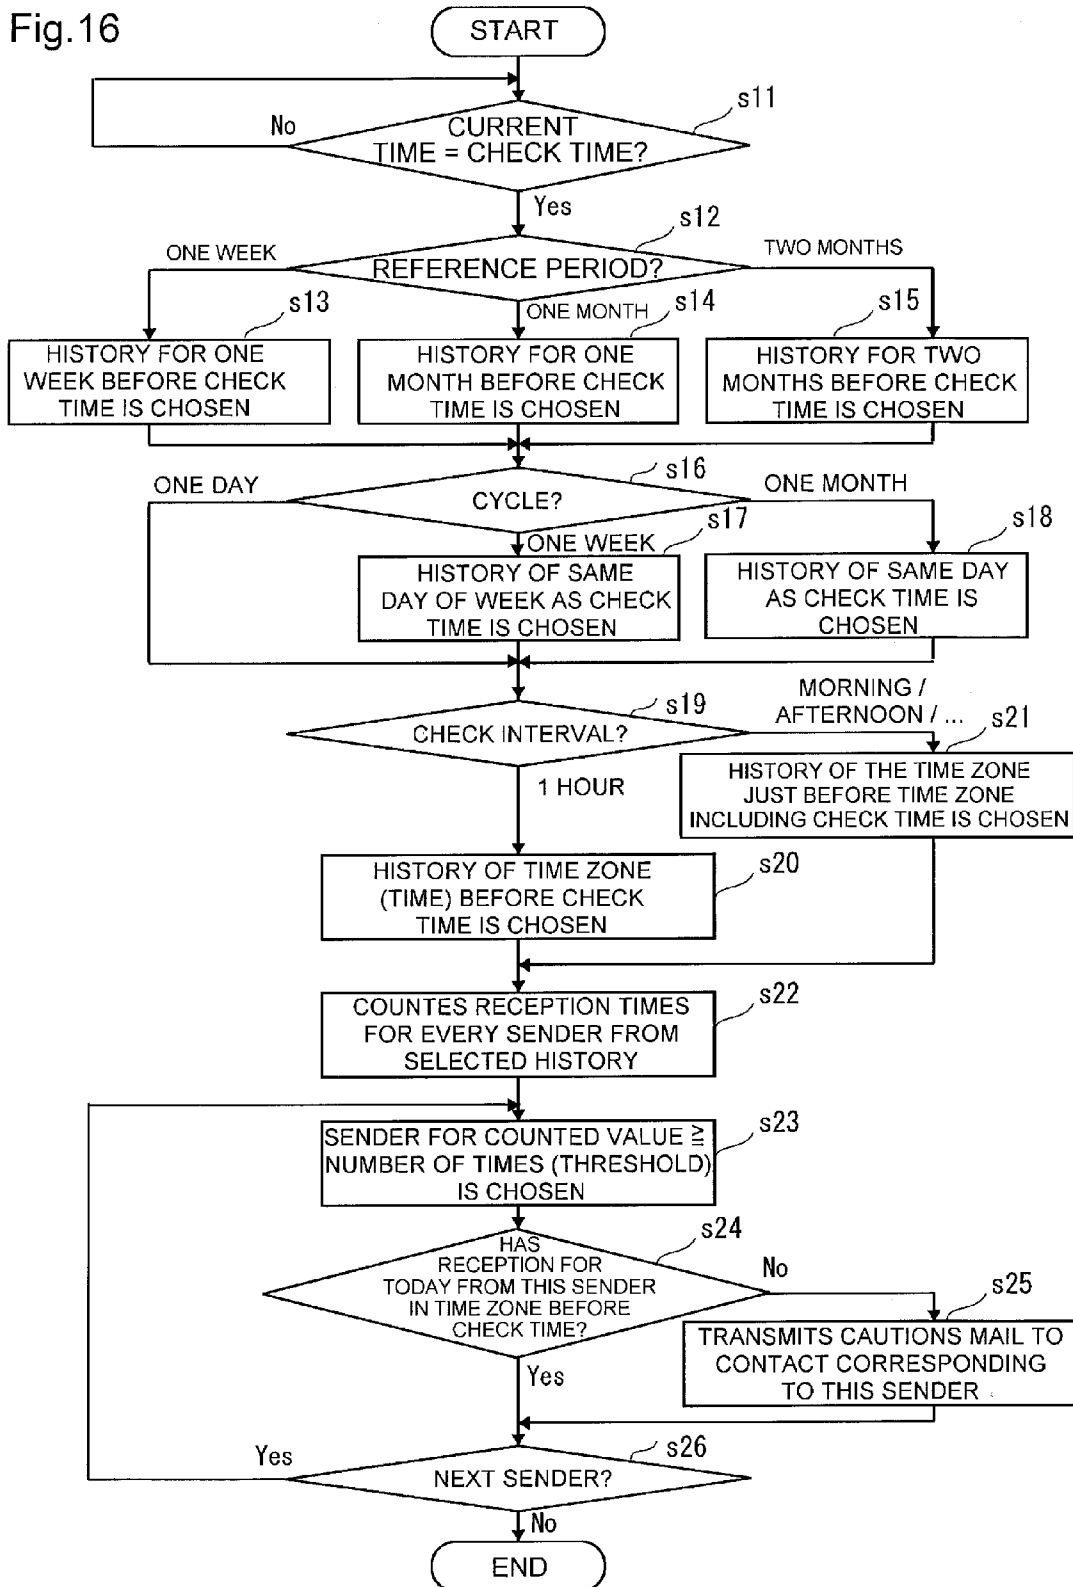 Fig.16
START
s11
No
CURRENT
TIME = CHECK TIME?
Yes
s12
ONE WEEK
TWO MONTHS
REFERENCE PERIOD?
s13
ONE MONTH
s14
s15
HISTORY FOR ONE
WEEK BEFORE CHECK
TIME IS CHOSEN
HISTORY FOR ONE
MONTH BEFORE CHECK
TIME IS CHOSEN
HISTORY FOR TWO
MONTHS BEFORE CHECK
TIME IS CHOSEN
s16
ONE DAY
ONE MONTH
CYCLE?
s17
s18
ONE WEEK
HISTORY OF SAME
DAY OF WEEK AS CHECK
TIME IS CHOSEN
HISTORY OF SAME DAY
AS CHECK TIME IS
CHOSEN
s19
MORNING /
AFTERNOON / ...
s21
CHECK INTERVAL?
1 HOUR
HISTORY OF THE TIME ZONE
JUST BEFORE TIME ZONE
INCLUDING CHECK TIME IS CHOSEN
s20
HISTORY OF TIME ZONE
(TIME) BEFORE CHECK
TIME IS CHOSEN
s22
COUNTES RECEPTION TIMES
FOR EVERY SENDER FROM
SELECTED HISTORY
s23
SENDER FOR COUNTED VALUE ≧
NUMBER OF TIMES (THRESHOLD)
IS CHOSEN
s24
HAS
RECEPTION FOR
TODAY FROM THIS SENDER
IN TIME ZONE BEFORE
CHECK TIME?
No
s25
TRANSMITS CAUTIONS MAIL TO
CONTACT CORRESPONDING
TO THIS SENDER
Yes
s26
Yes
NEXT SENDER?
No
END